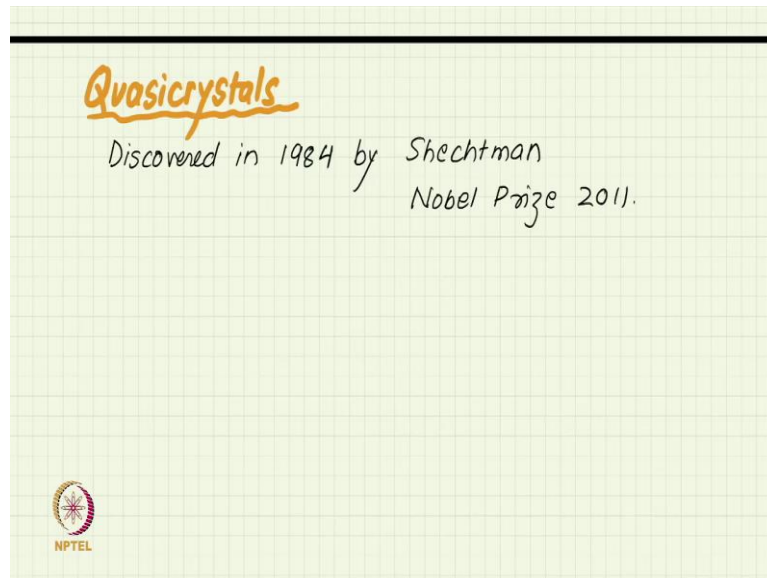 Quasicrystals
Discovered in 1984 by Shechtman
Nobel Prize 2011.
NPTEL